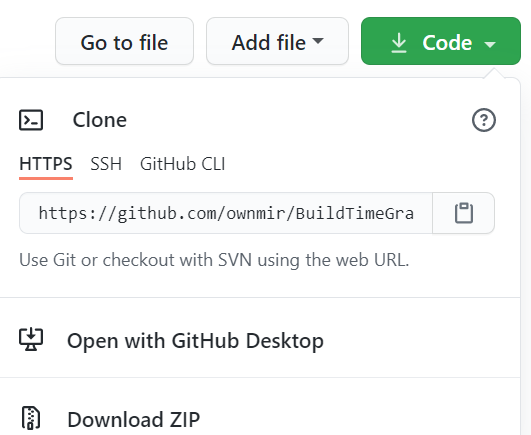 Go to file Add file Code
Clone
HTTPS SSH GitHub CLI
https://github.com/ownmir/BuildTimeGra
Use Git or checkout with SVN using the web URL.
Open with GitHub Desktop
Download ZIP